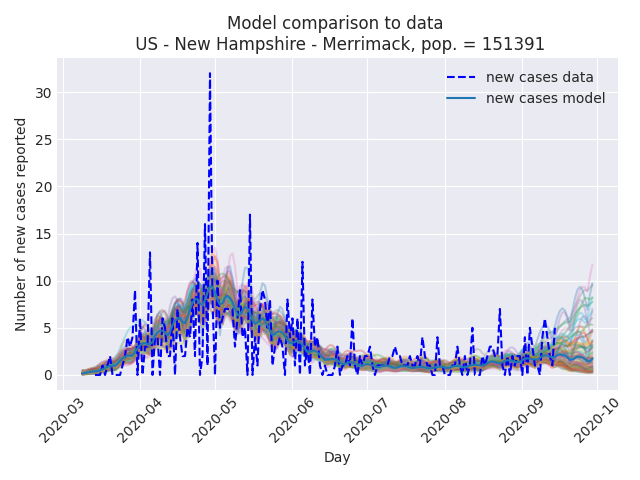 Model comparison to data
US - New Hampshire - Merrimack, pop. = 151391
new cases data
new cases model
Number of new cases reported
30
25
20
15
10
5
0
2020-03
2020-04
2020-05
2020-06
2020-07
2020-08
2020-09
2020-10
Day